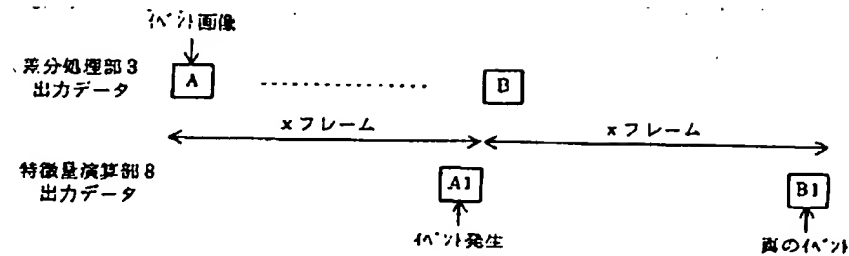 イベント画像
差分処理部3
出力データ
A
B
xフレーム
xフレーム
特徴量演算部8
出力データ
A1
B1
イベント発生
真のイベント